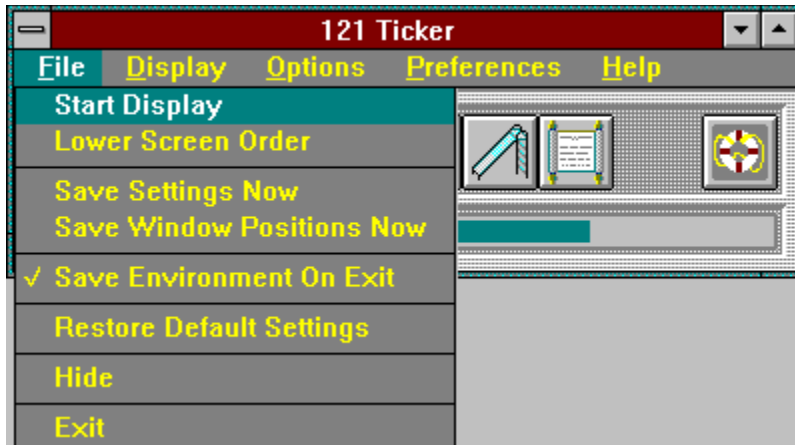 121 Ticker
File Display Options Preferences Help
Start Display
Lower Screen Order
Save Settings Now
Save Window Positions Now
√ Save Environment On Exit
Restore Default Settings
Hide
Exit